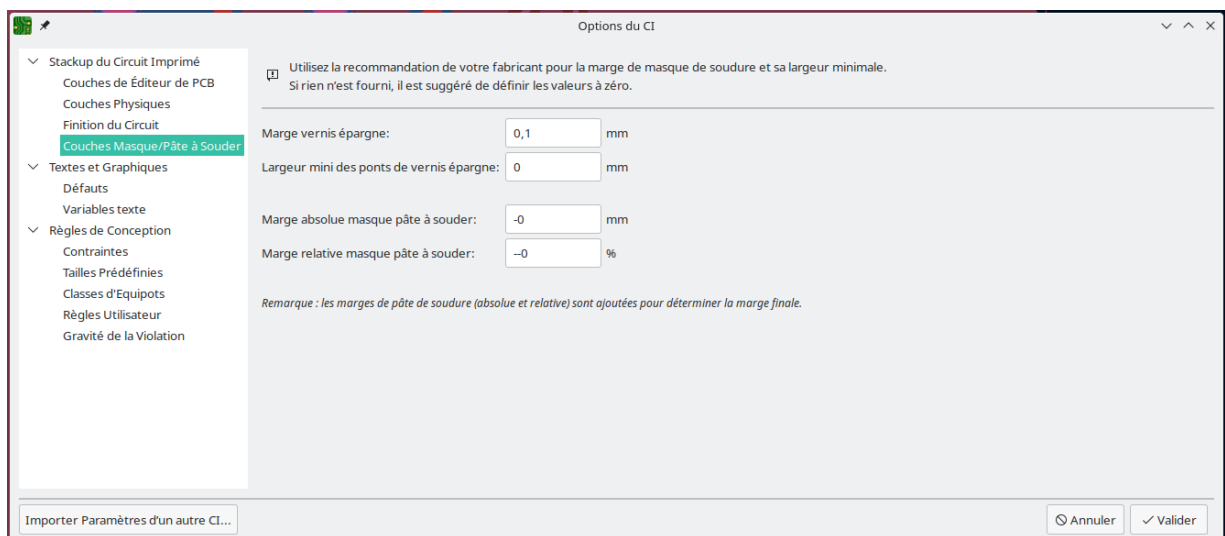 Options du CI
Stackup du Circuit Imprimé
Couches de Éditeur de PCB
Couches Physiques
Finition du Circuit
Couches Masque/Pâte à Souder
Textes et Graphiques
Défauts
Variables texte
Règles de Conception
Contraintes
Tailles Prédéfinies
Classes d'Equipots
Règles Utilisateur
Gravité de la Violation
Utilisez la recommandation de votre fabricant pour la marge de masque de soudure et sa largeur minimale.
Si rien n'est fourni, il est suggéré de définir les valeurs à zéro.
Marge vernis épargne: 0,1 mm
Largeur mini des ponts de vernis épargne: 0 mm
Marge absolue masque pâte à souder: -0 mm
Marge relative masque pâte à souder: --0 %
Remarque : les marges de pâte de soudure (absolue et relative) sont ajoutées pour déterminer la marge finale.
Importer Paramètres d'un autre CI... Annuler Valider